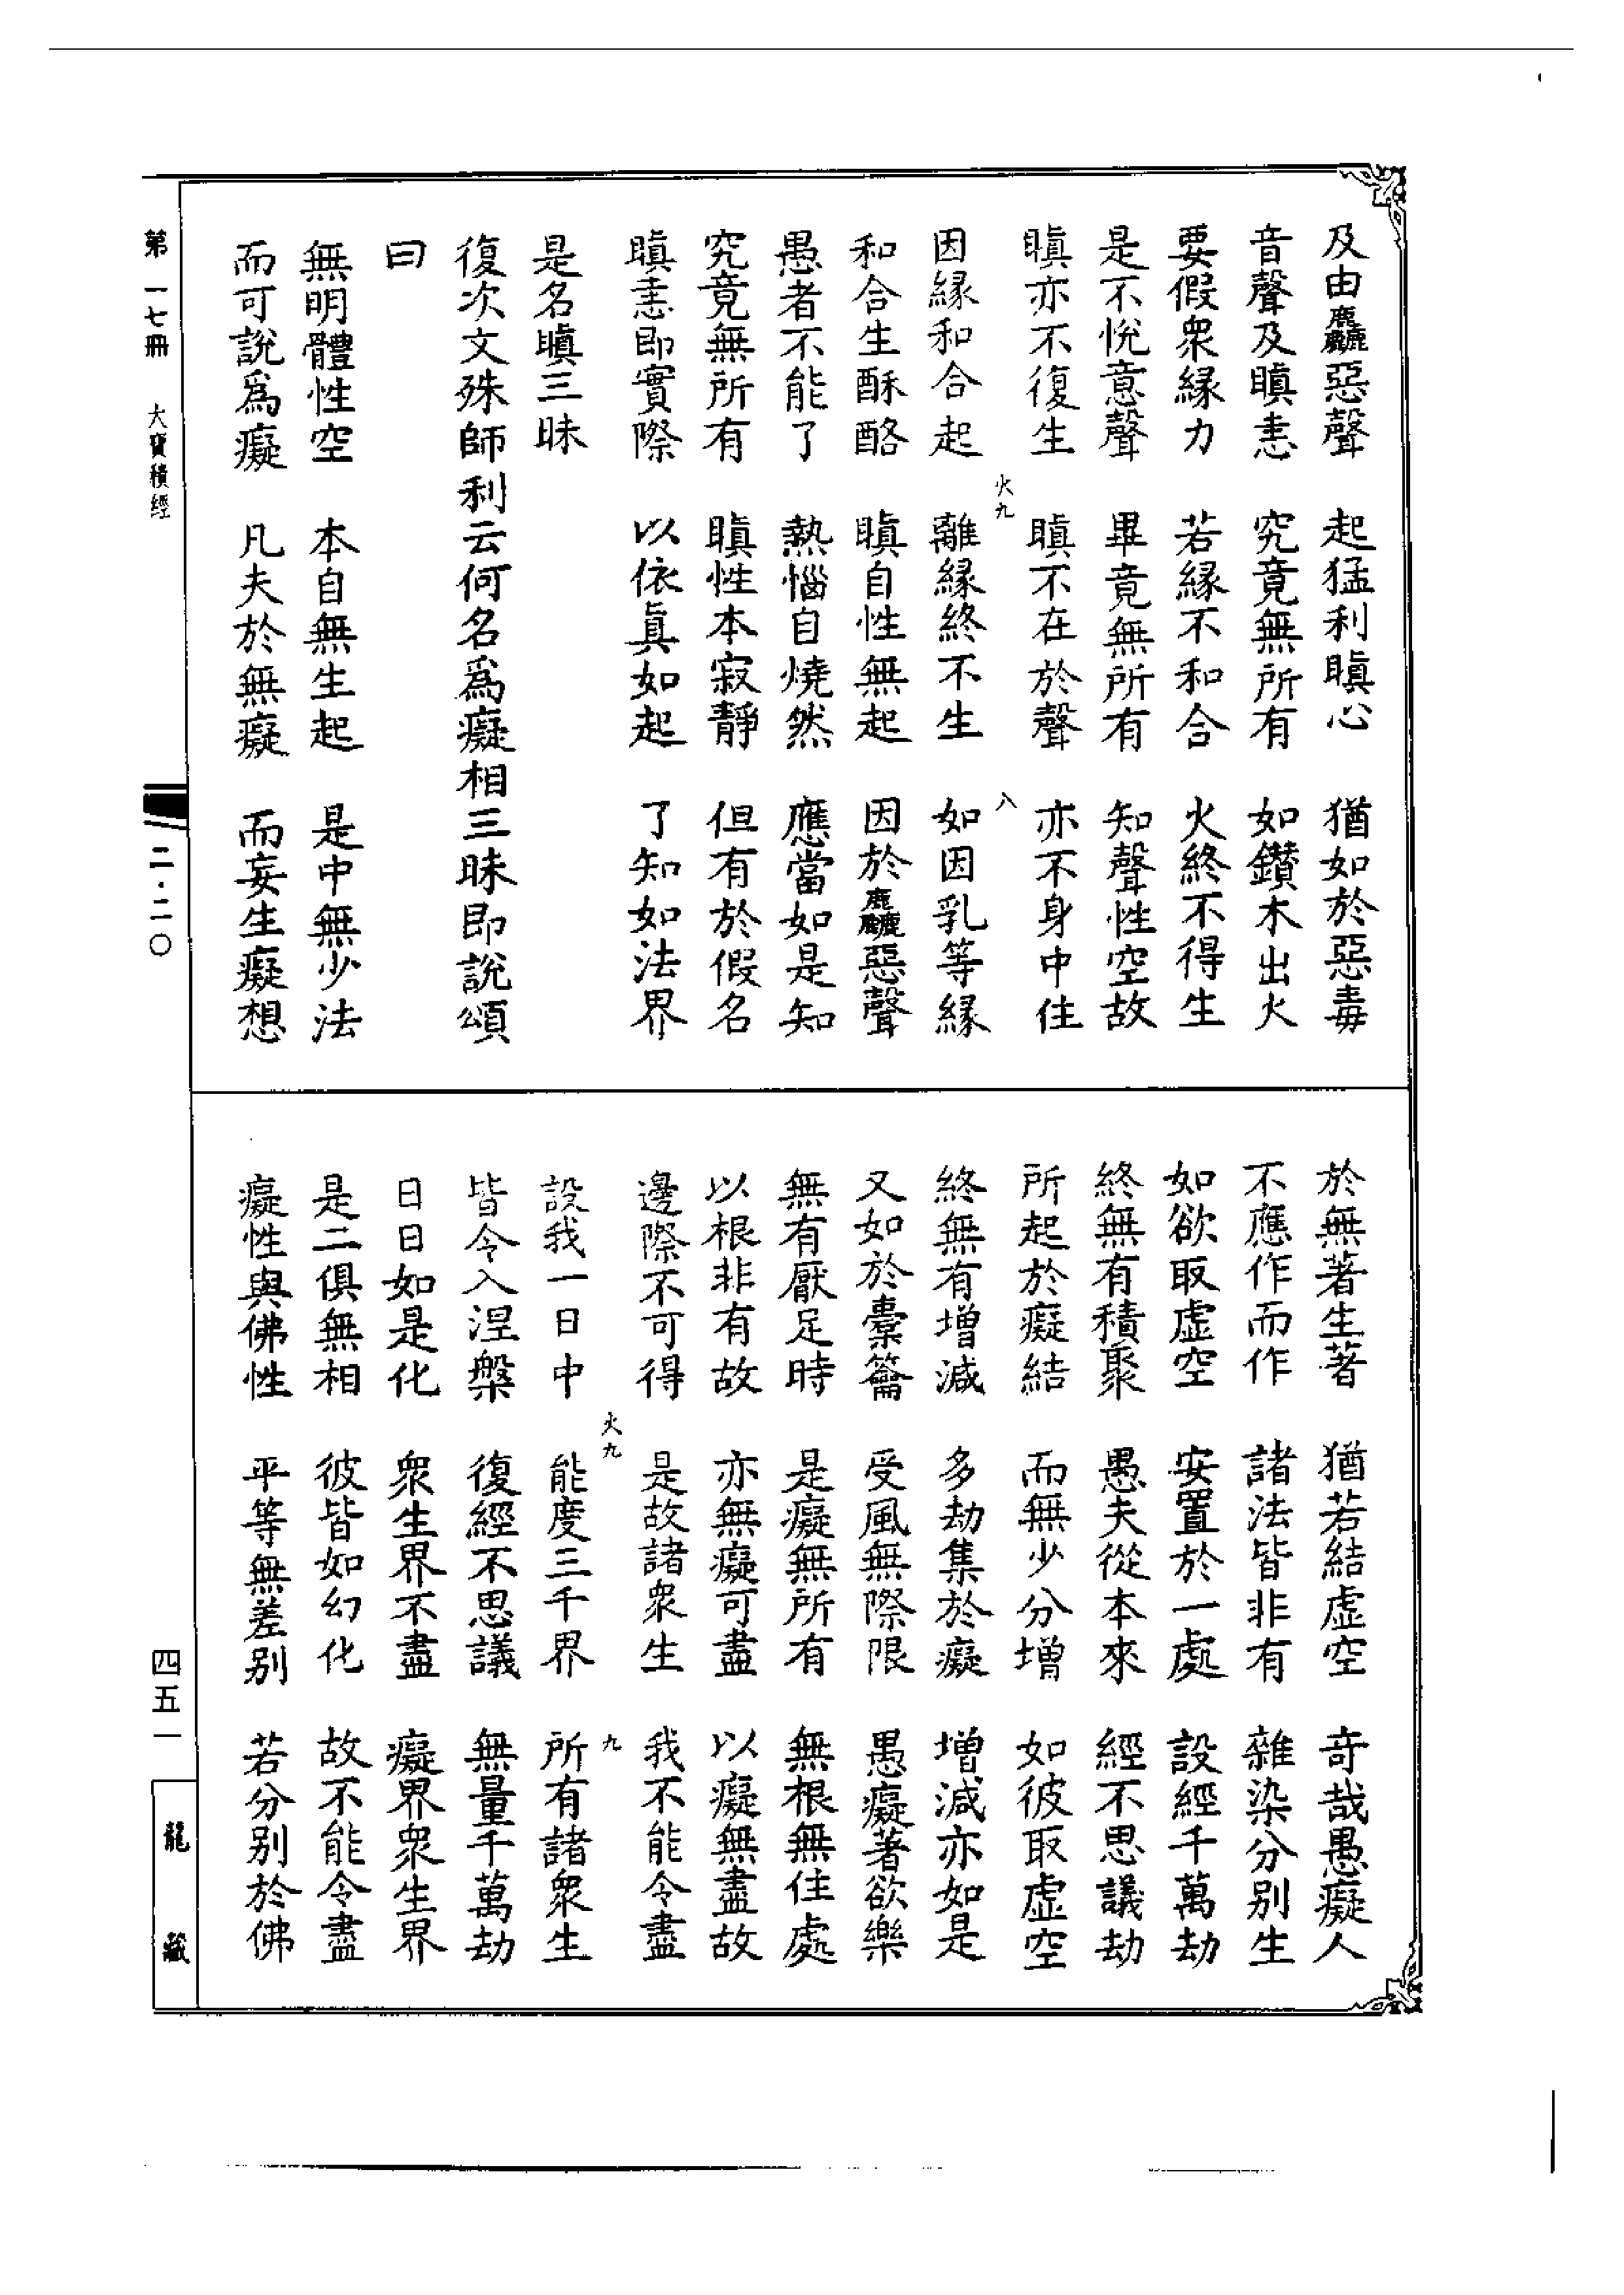 及由麤惡聲　起猛利瞋心　猶如於惡毒
音聲及瞋恚　究竟無所有　如鑽木出火
要假衆緣力　若緣不和合　火終不得生
是不悅意聲　畢竟無所有　知聲性空故
瞋亦不復生　瞋不在於聲　亦不身中住
火九　八
因緣和合起　離緣終不生　如因乳等緣
和合生酥酪　瞋自性無起　因於麤惡聲
愚者不能了　熱惱自燒然　應當如是知
究竟無所有　瞋性本寂靜　但有於假名
瞋恚即實際　以依眞如起　了知如法界
是名瞋三昧
復次文殊師利云何名爲癡相三昧即說頌
曰
無明體性空　本自無生起　是中無少法
而可說爲癡　凡夫於無癡　而妄生癡想
於無著生著　猶若結虛空　奇哉愚癡人
不應作而作　諸法皆非有　雜染分別生
如欲取虛空　安置於一處　設經千萬劫
終無有積聚　愚夫從本來　經不思議劫
所起於癡結　而無少分增　如彼取虛空
終無有增減　多劫集於癡　增減亦如是
又如於橐籥　受風無際限　愚癡著欲樂
無有厭足時　是癡無所有　無根無住處
以根非有故　亦無癡可盡　以癡無盡故
邊際不可得　是故諸衆生　我不能令盡
火九　九
設我一日中　能度三千界　所有諸衆生
皆令入涅槃　復經不思議　無量千萬劫
日日如是化　衆生界不盡　癡界衆生界
是二俱無相　彼皆如幻化　故不能令盡
癡性與佛性　平等無差別　若分別於佛
第一七冊　大寶積經　二·二〇　四五一　龍藏